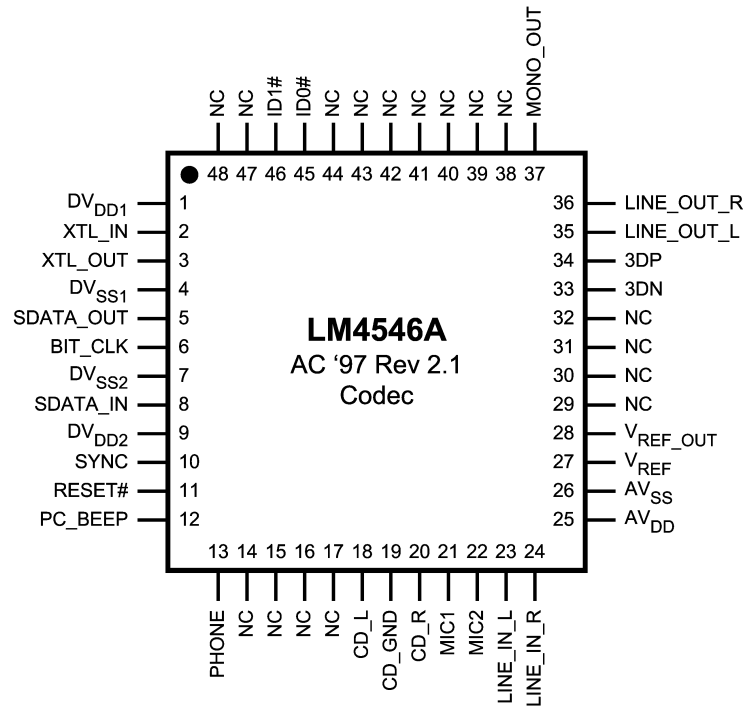 MONO_OUT
NC NC ID1# ID0# NC NC NC NC NC NC NC
48 47 46 45 44 43 42 41 40 39 38 37
DVDD1 1
XTL_IN 2
XTL_OUT 3
DVSS1 4
SDATA_OUT 5
BIT_CLK 6
DVSS2 7
SDATA_IN 8
DVDD2 9
SYNC 10
RESET# 11
PC_BEEP 12
LM4546A
AC ‘97 Rev 2.1
Codec
36 LINE_OUT_R
35 LINE_OUT_L
34 3DP
33 3DN
32 NC
31 NC
30 NC
29 NC
28 VREF_OUT
27 VREF
26 AVSS
25 AVDD
13 14 15 16 17 18 19 20 21 22 23 24
PHONE NC NC NC NC CD_L CD_GND CD_R MIC1 MIC2 LINE_IN_L LINE_IN_R